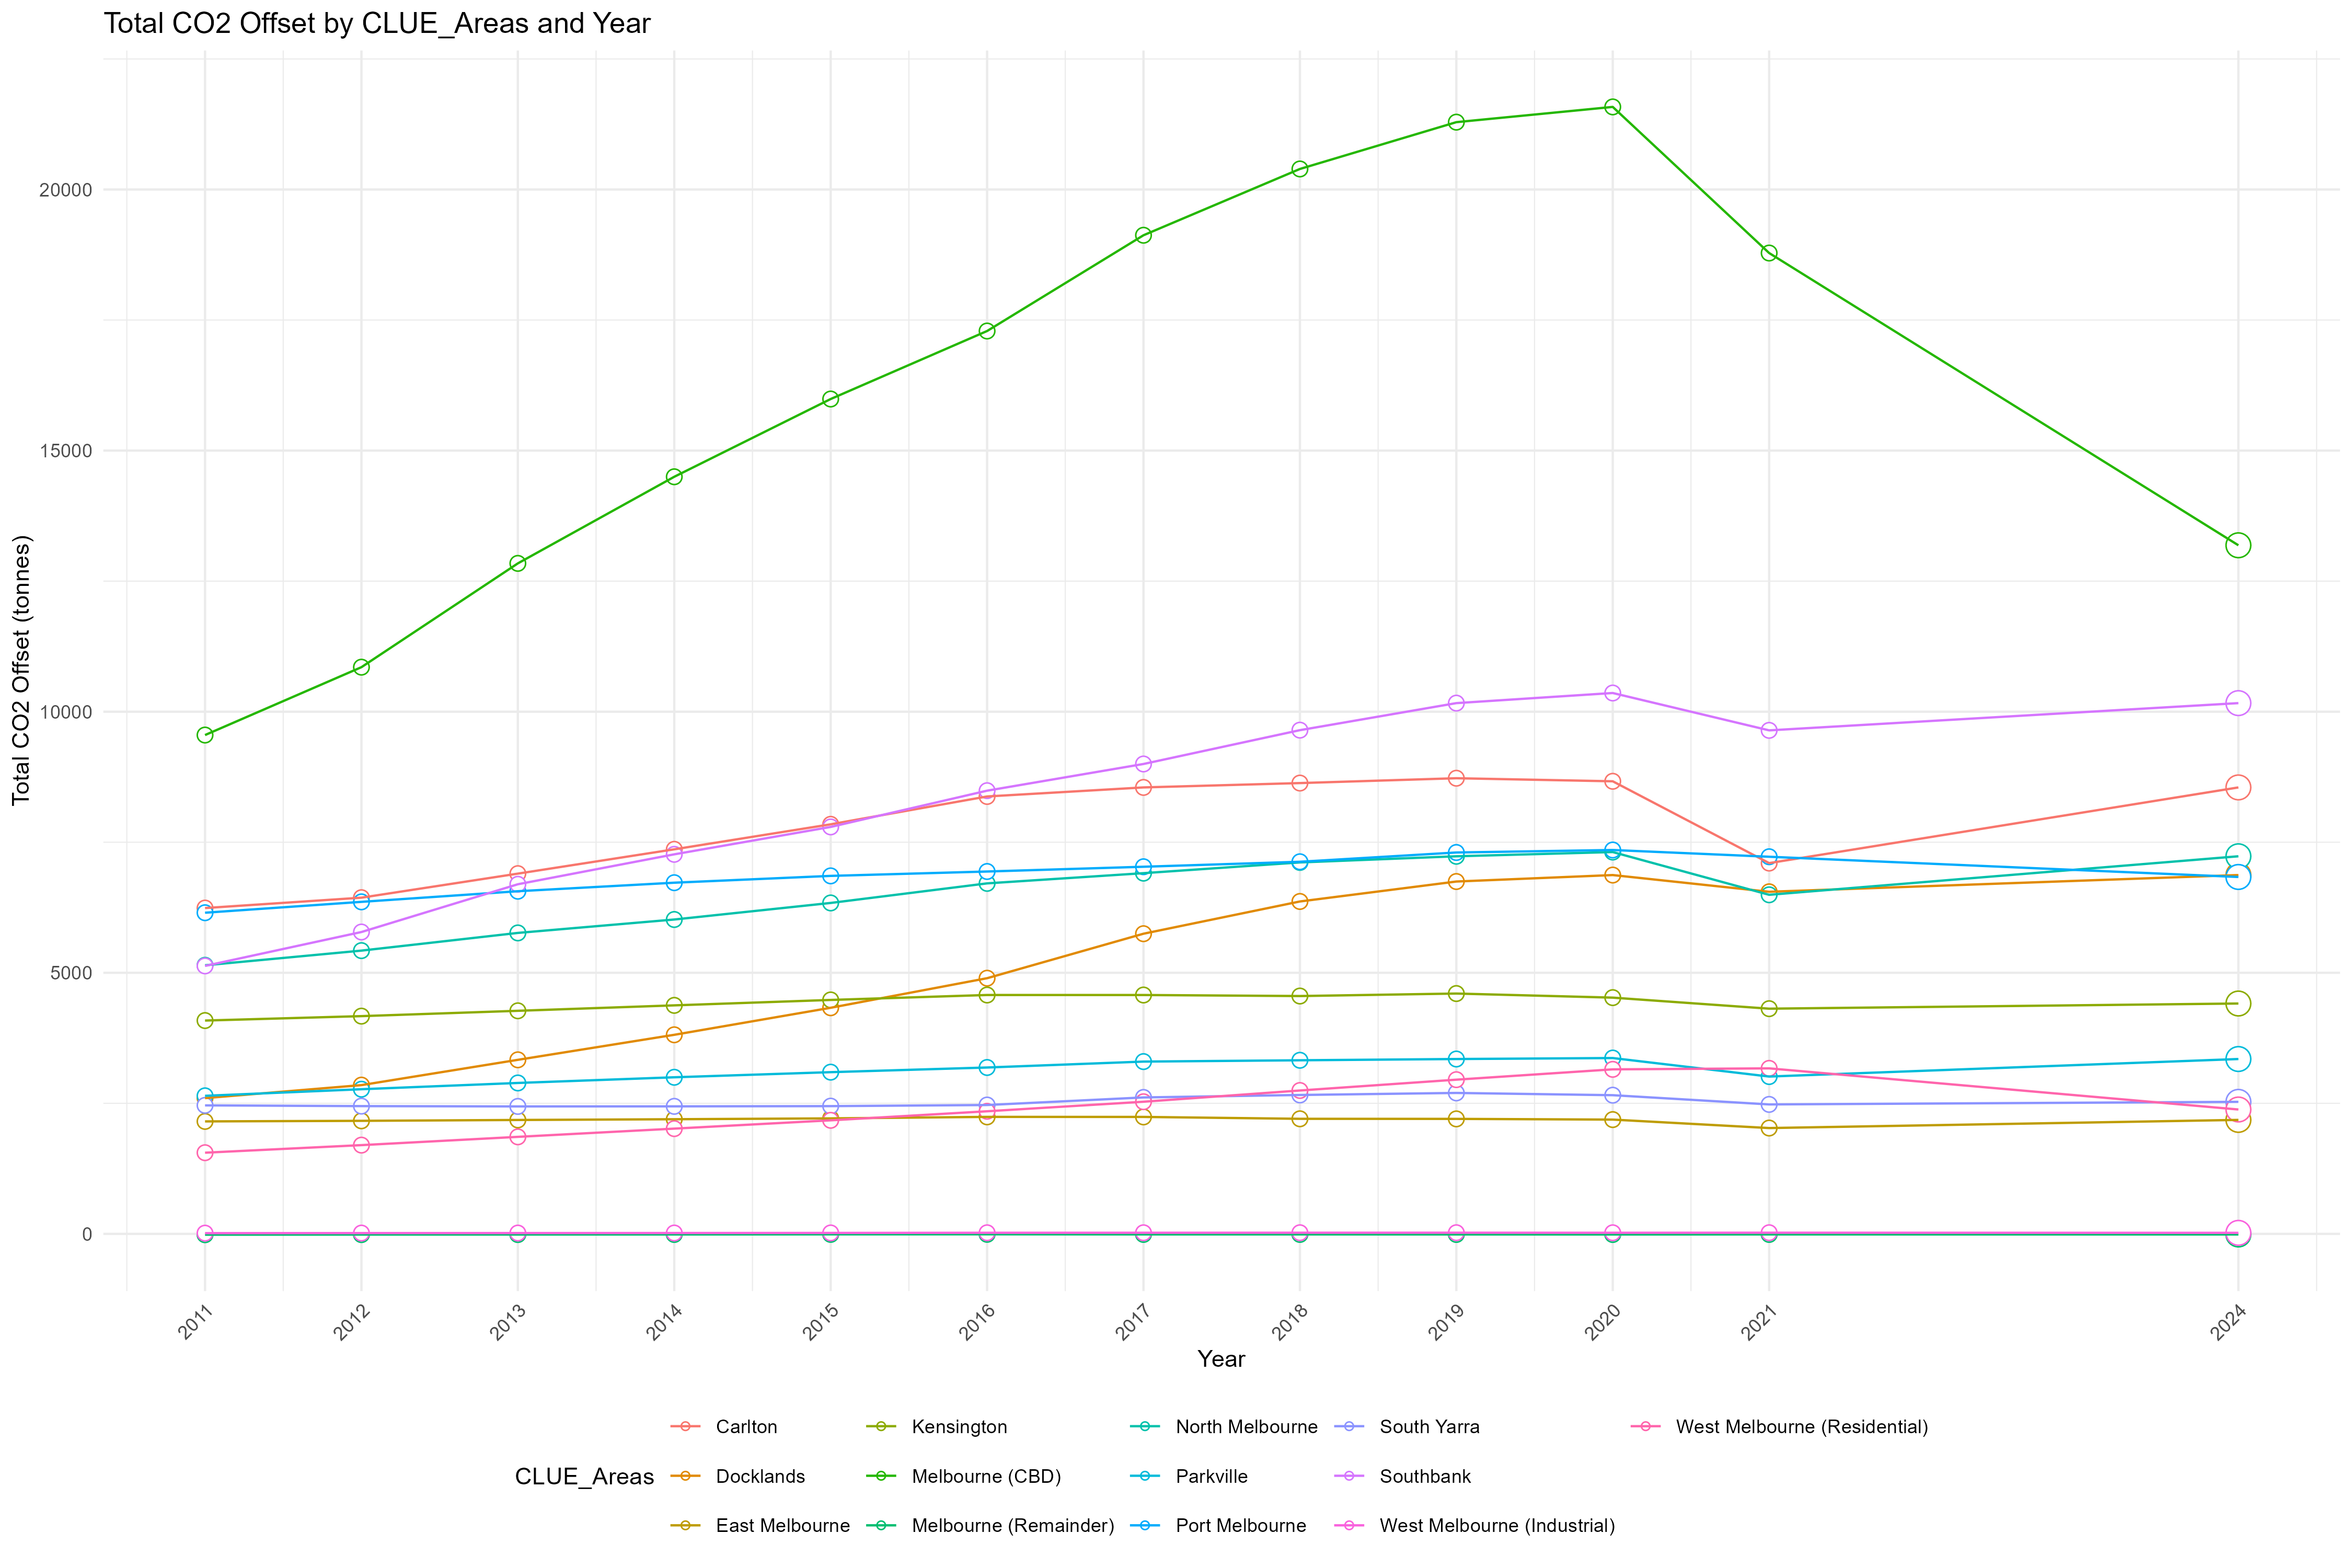 Total CO2 Offset by CLUE_Areas and Year
Total CO2 Offset (tonnes)
20000
15000
10000
5000
0
2011 2012 2013 2014 2015 2016 2017 2018 2019 2020 2021 2024
Year
CLUE_Areas
Carlton Kensington North Melbourne South Yarra West Melbourne (Residential)
Docklands Melbourne (CBD) Parkville Southbank
East Melbourne Melbourne (Remainder) Port Melbourne West Melbourne (Industrial)